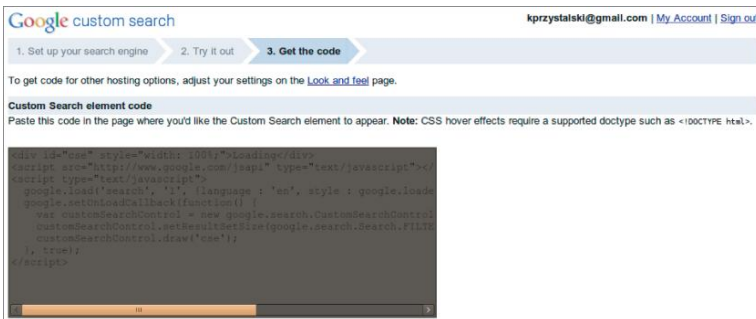 Google custom search
kprzystalski@gmail.com | My Account | Sign out
1. Set up your search engine 2. Try it out 3. Get the code
To get code for other hosting options, adjust your settings on the Look and feel page.
Custom Search element code
Paste this code in the page where you'd like the Custom Search element to appear. Note: CSS hover effects require a supported doctype such as <!DOCTYPE html>.
<div id="cse" style="width: 100%;">Loading</div>
<script src="http://www.google.com/jsapi" type="text/javascript"></
<script type="text/javascript">
google.load('search', '1', {language : 'en', style : google.loade
google.setOnLoadCallback(function() {
var customSearchControl = new google.search.CustomSearchControl
customSearchControl.setResultSetSize(google.search.Search.FILTE
customSearchControl.draw('cse');
}, true);
</script>